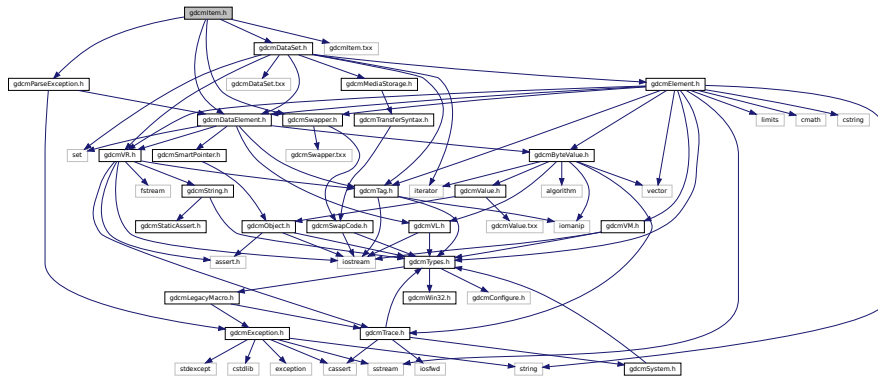 gdcmItem.h
gdcmDataSet.h
gdcmItem.txx
gdcmParseException.h
gdcmDataSet.txx
gdcmMediaStorage.h
gdcmElement.h
gdcmDataElement.h
gdcmSwapper.h
gdcmTransferSyntax.h
limits
cmath
cstring
set
gdcmVR.h
gdcmSmartPointer.h
gdcmSwapper.txx
gdcmByteValue.h
fstream
gdcmString.h
gdcmTag.h
iterator
gdcmValue.h
algorithm
vector
gdcmStaticAssert.h
gdcmObject.h
gdcmSwapCode.h
gdcmVL.h
gdcmValue.txx
iomanip
gdcmVM.h
assert.h
iostream
gdcmTypes.h
gdcmLegacyMacro.h
gdcmWin32.h
gdcmConfigure.h
gdcmException.h
gdcmTrace.h
stdexcept
cstdlib
exception
cassert
sstream
iosfwd
string
gdcmSystem.h